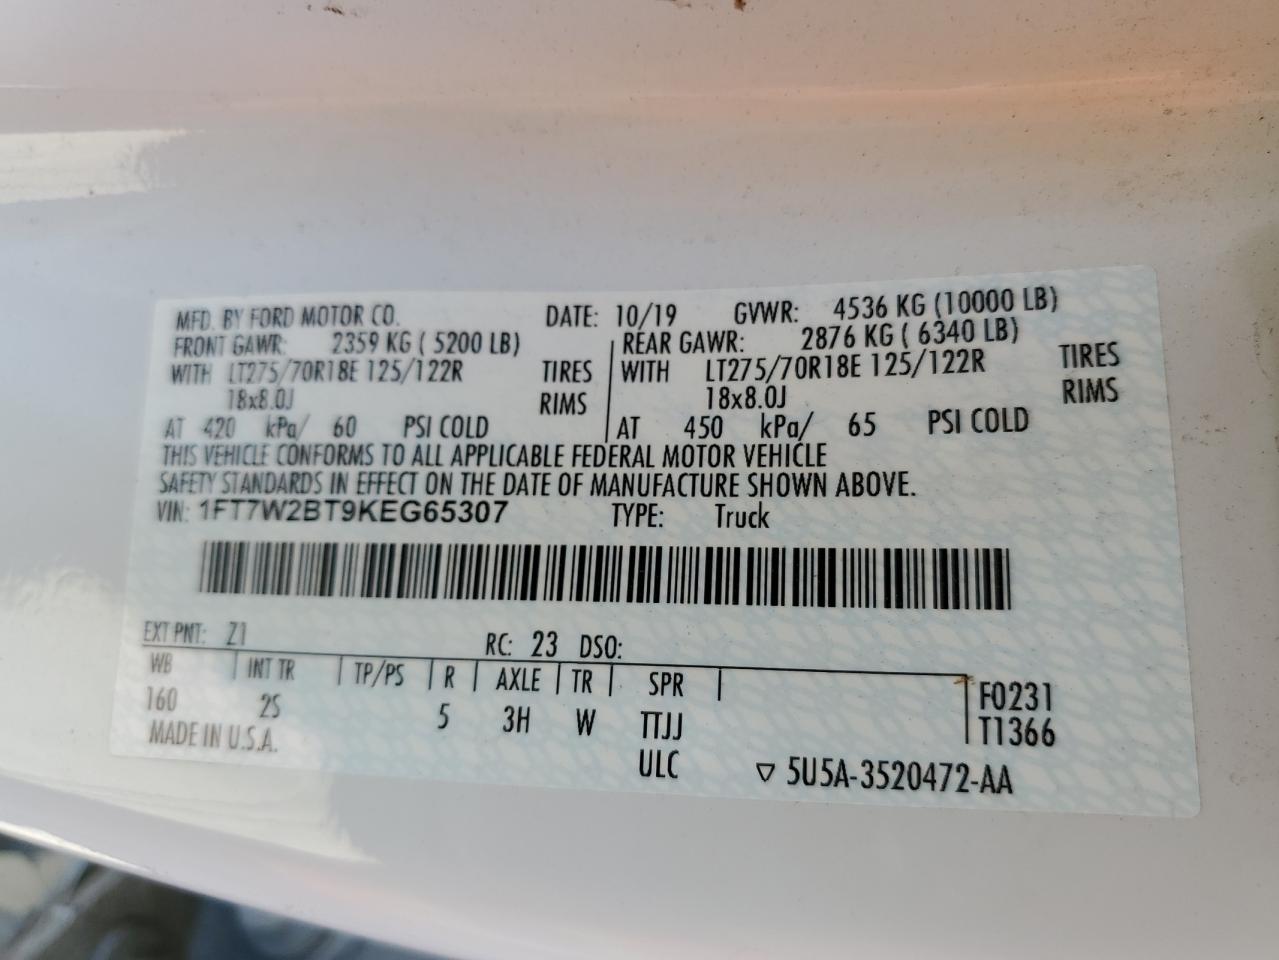 MFD. BY FORD MOTOR CO. DATE: 10/19 GVWR: 4536 KG (10000 LB)
FRONT GAWR: 2359 KG ( 5200 LB) REAR GAWR: 2876 KG ( 6340 LB)
WITH LT275/70R18E 125/122R TIRES WITH LT275/70R18E 125/122R TIRES
18x8.0J RIMS 18x8.0J RIMS
AT 420 kPa/ 60 PSI COLD AT 450 kPa/ 65 PSI COLD
THIS VEHICLE CONFORMS TO ALL APPLICABLE FEDERAL MOTOR VEHICLE
SAFETY STANDARDS IN EFFECT ON THE DATE OF MANUFACTURE SHOWN ABOVE.
VIN: 1FT7W2BT9KEG65307 TYPE: Truck
EXT PNT: Z1 RC: 23 DSO:
WB INT TR TP/PS R AXLE TR SPR F0231
160 2S 5 3H W TTJJ T1366
MADE IN U.S.A. ULC ▽ 5U5A-3520472-AA